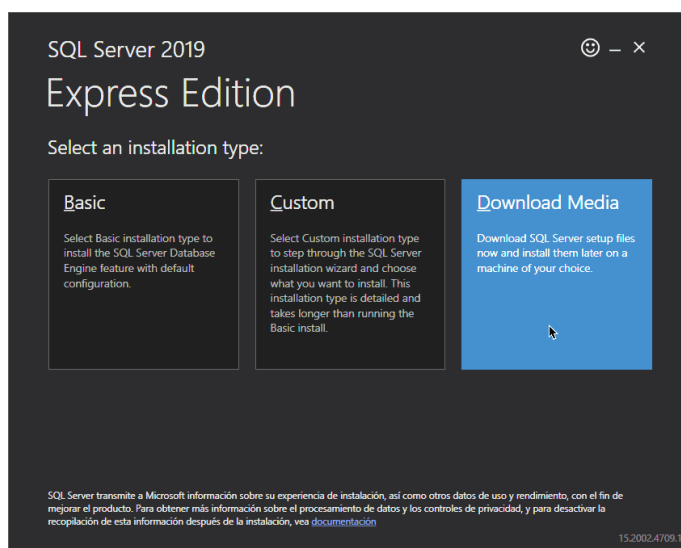 SQL Server 2019
Express Edition
Select an installation type:
Basic
Select Basic installation type to
install the SQL Server Database
Engine feature with default
configuration.
Custom
Select Custom installation type
to step through the SQL Server
installation wizard and choose
what you want to install. This
installation type is detailed and
takes longer than running the
Basic install.
Download Media
Download SQL Server setup files
now and install them later on a
machine of your choice.
SQL Server transmite a Microsoft información sobre su experiencia de instalación, así como otros datos de uso y rendimiento, con el fin de
mejorar el producto. Para obtener más información sobre el procesamiento de datos y los controles de privacidad, y para desactivar la
recopilación de esta información después de la instalación, vea documentación
15.2002.4709.1